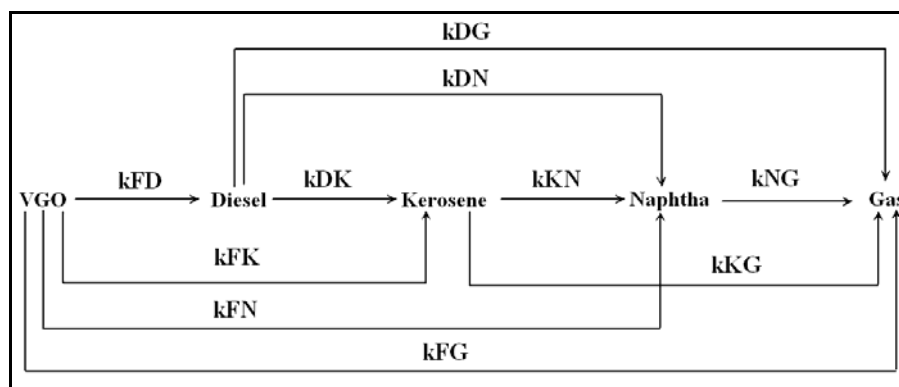 kDG
kDN
kFD kDK kKN kNG
VGO Diesel Kerosene Naphtha Gas
kFK kKG
kFN
kFG